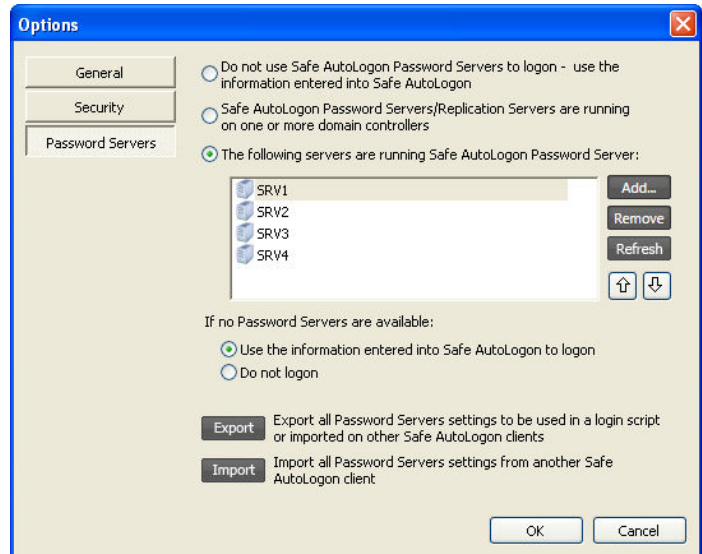 Options
General
Security
Password Servers
Do not use Safe AutoLogon Password Servers to logon - use the
information entered into Safe AutoLogon
Safe AutoLogon Password Servers/Replication Servers are running
on one or more domain controllers
The following servers are running Safe AutoLogon Password Server:
SRV1
SRV2
SRV3
SRV4
Add...
Remove
Refresh
If no Password Servers are available:
Use the information entered into Safe AutoLogon to logon
Do not logon
Export
Export all Password Servers settings to be used in a login script
or imported on other Safe AutoLogon clients
Import
Import all Password Servers settings from another Safe
AutoLogon client
OK
Cancel